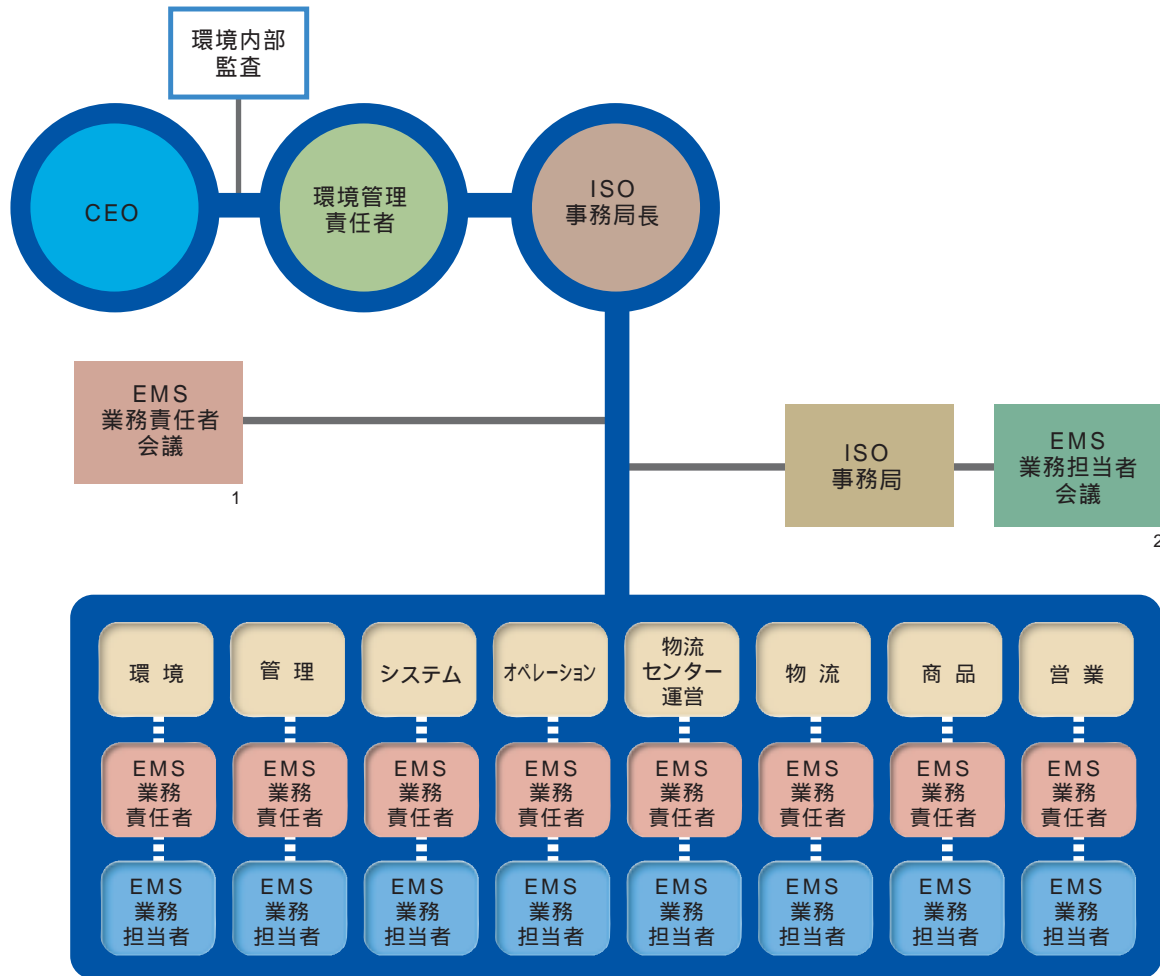 環境内部
監査
CEO
環境管理
責任者
ISO
事務局長
EMS
業務責任者
会議
1
ISO
事務局
EMS
業務担当者
会議
2
環境
管理
システム
オペレーション
物流
センター
運営
物流
商品
営業
EMS
業務
責任者
EMS
業務
責任者
EMS
業務
責任者
EMS
業務
責任者
EMS
業務
責任者
EMS
業務
責任者
EMS
業務
責任者
EMS
業務
責任者
EMS
業務
担当者
EMS
業務
担当者
EMS
業務
担当者
EMS
業務
担当者
EMS
業務
担当者
EMS
業務
担当者
EMS
業務
担当者
EMS
業務
担当者